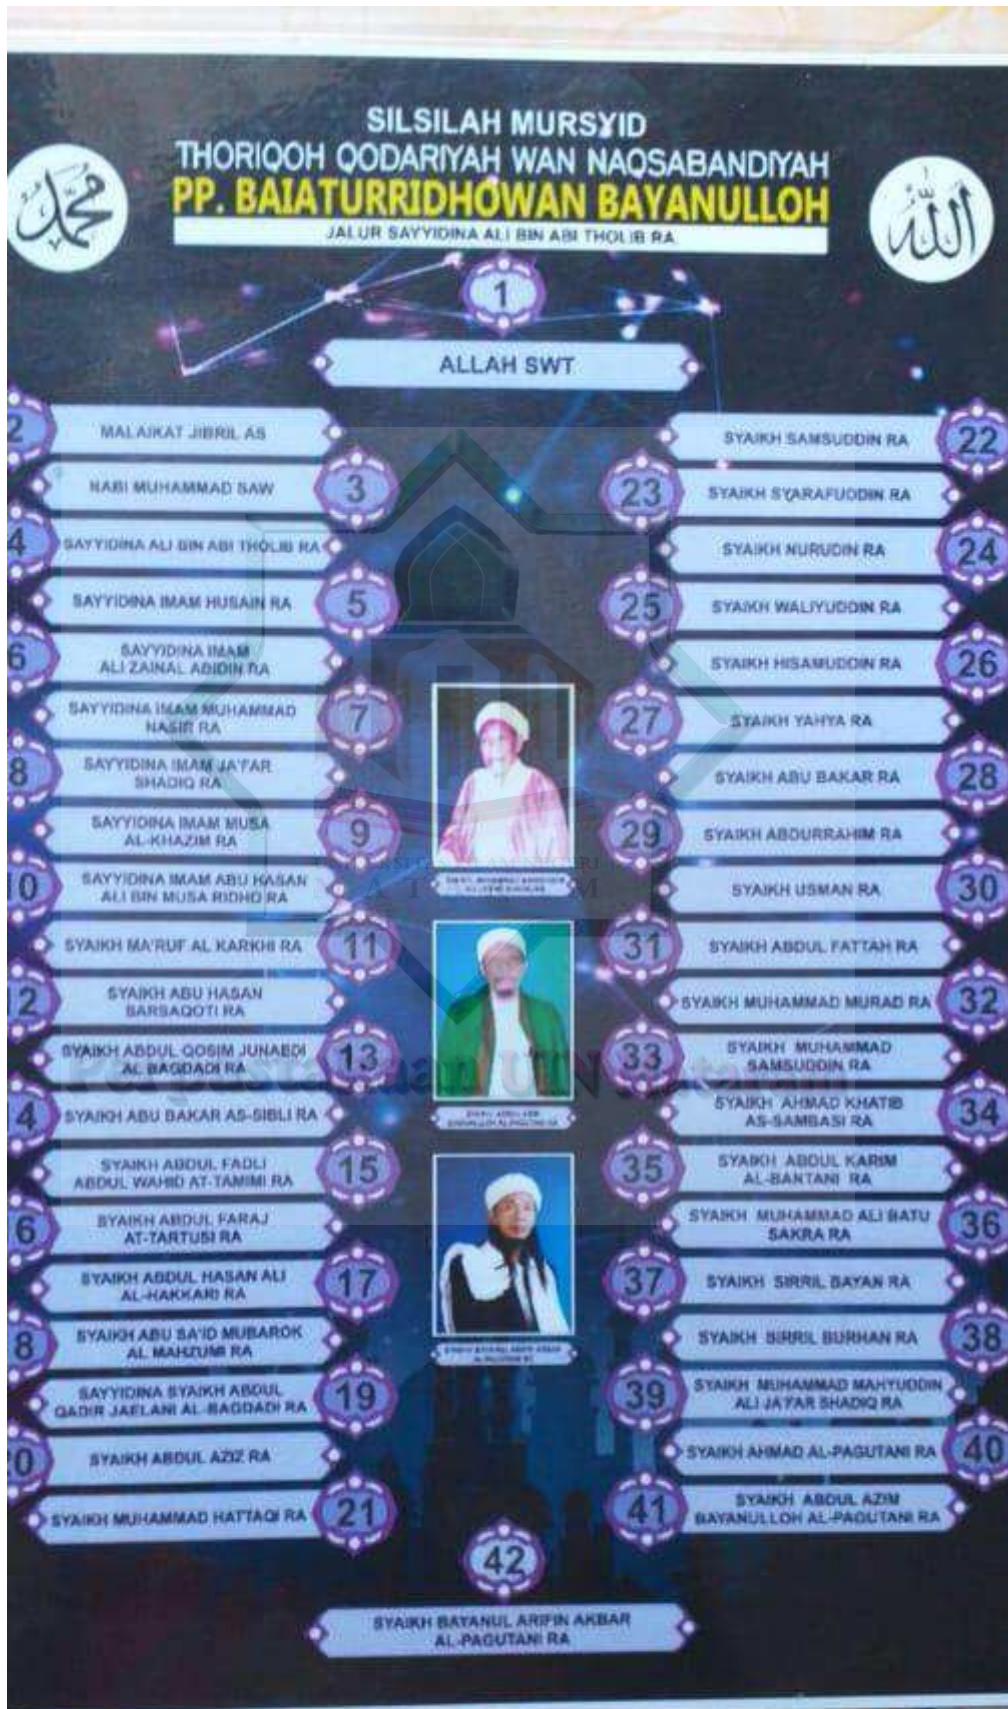 SILSILAH MURSYID
THORIQOH QODARIYAH WAN NAQSABANDIYAH
PP. BAIATURRIDHOWAN BAYANULLOH
JALUR SAYYIDINA ALI BIN ABI THOLIB RA
محمد
الله
1
ALLAH SWT
2
MALAIKAT JIBRIL AS
NABI MUHAMMAD SAW
3
4
SAYYIDINA ALI BIN ABI THOLIB RA
SAYYIDINA IMAM HUSAIN RA
5
6
SAYYIDINA IMAM
ALI ZAINAL ABIDIN RA
SAYYIDINA IMAM MUHAMMAD
NASIR RA
7
8
SAYYIDINA IMAM JA'FAR
SHADIQ RA
SAYYIDINA IMAM MUSA
AL-KHAZIM RA
9
10
SAYYIDINA IMAM ABU HASAN
ALI BIN MUSA RIDHO RA
SYAIKH MA'RUF AL KARKHI RA
11
12
SYAIKH ABU HASAN
SARSAQOTI RA
SYAIKH ABDUL QOSIM JUNAEDI
AL BAGDADI RA
13
4
SYAIKH ABU BAKAR AS-SIBLI RA
SYAIKH ABDUL FADLI
ABDUL WAHID AT-TAMIMI RA
15
6
SYAIKH ABDUL FARAJ
AT-TARTUSI RA
SYAIKH ABDUL HASAN ALI
AL-HAKKARI RA
17
8
SYAIKH ABU SA'ID MUBAROK
AL MAHZUMI RA
SAYYIDINA SYAIKH ABDUL
QADIR JAELANI AL-BAGDADI RA
19
20
SYAIKH ABDUL AZIZ RA
SYAIKH MUHAMMAD HATTAQI RA
21
SYAIKH SAMSUDDIN RA
22
23
SYAIKH SYARAFUDDIN RA
SYAIKH NURUDIN RA
24
25
SYAIKH WALIYUDDIN RA
SYAIKH HISAMUDDIN RA
26
27
SYAIKH YAHYA RA
SYAIKH ABU BAKAR RA
28
29
SYAIKH ABDURRAHIM RA
SYAIKH USMAN RA
30
31
SYAIKH ABDUL FATTAH RA
SYAIKH MUHAMMAD MURAD RA
32
33
SYAIKH MUHAMMAD
SAMSUDDIN RA
SYAIKH AHMAD KHATIB
AS-SAMBASI RA
34
35
SYAIKH ABDUL KARIM
AL-BANTANI RA
SYAIKH MUHAMMAD ALI BATU
SAKRA RA
36
37
SYAIKH SIRRIL BAYAN RA
SYAIKH SIRRIL BURHAN RA
38
39
SYAIKH MUHAMMAD MAHYUDDIN
ALI JA'FAR SHADIQ RA
SYAIKH AHMAD AL-PAGUTANI RA
40
41
SYAIKH ABDUL AZIM
BAYANULLOH AL-PAGUTANI RA
42
SYAIKH BAYANUL ARIFIN AKBAR
AL-PAGUTANI RA
Perpustakaan UIN Mataram